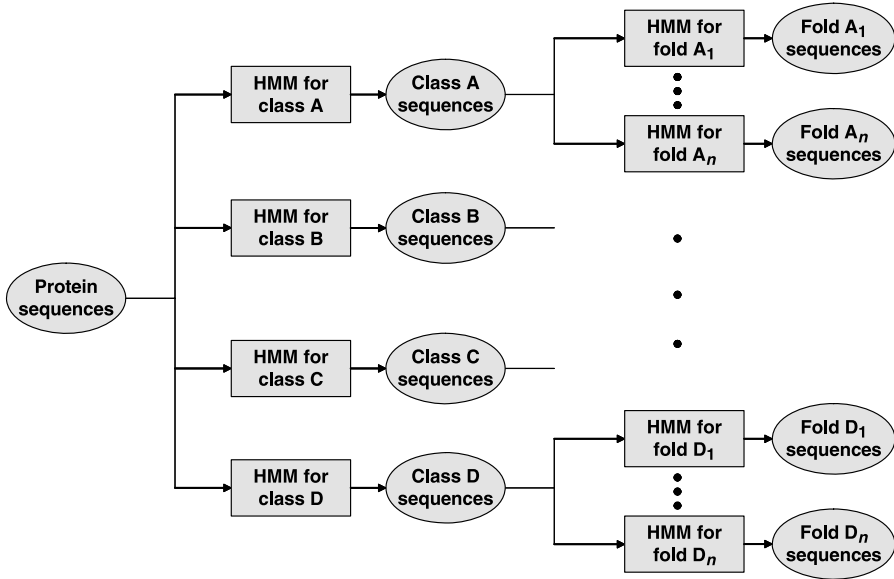 Protein
sequences
HMM for
class A
Class A
sequences
HMM for
fold A1
Fold A1
sequences
HMM for
fold An
Fold An
sequences
HMM for
class B
Class B
sequences
HMM for
class C
Class C
sequences
HMM for
class D
Class D
sequences
HMM for
fold D1
Fold D1
sequences
HMM for
fold Dn
Fold Dn
sequences